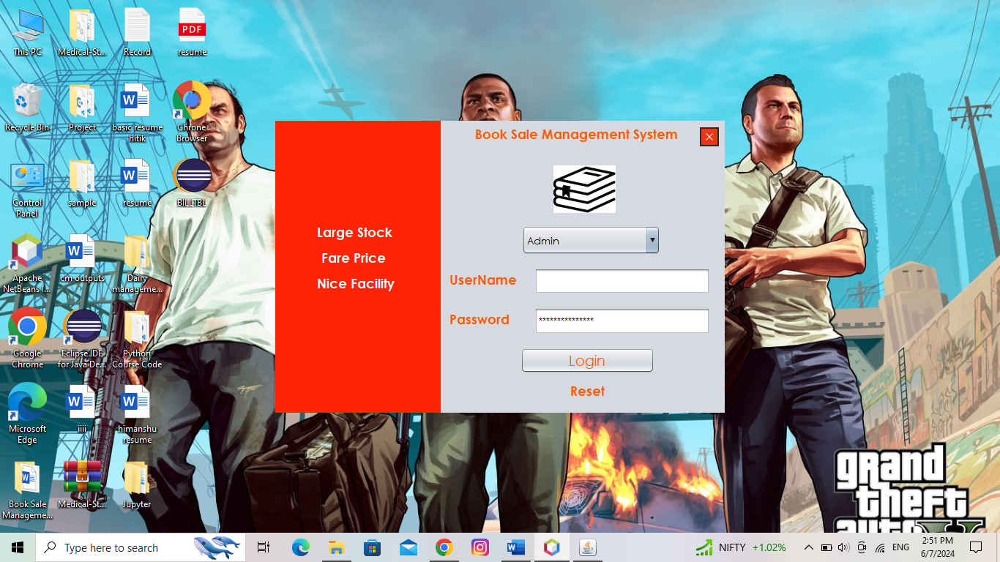 This PC
Medical-St...
Record
PDF
resume
Recycle Bin
Project
basic resume
hitik
Chrone
Browser
Control
Panel
sample
resume
BILLTBL
Apache
NetBeans I...
cm outputs
Dairy
manageme...
Google
Chrome
Eclipse IDE
for Java De...
Python
Course Code
Microsoft
Edge
iiii
himanshu
resume
Book Sale
Manageme...
Medical-St...
Jupyter
Large Stock
Fare Price
Nice Facility
Book Sale Management System
Admin
UserName
Password
***************
Login
Reset
grand
theft
auto
V
Type here to search
NIFTY +1.02%
ENG
2:51 PM
6/7/2024